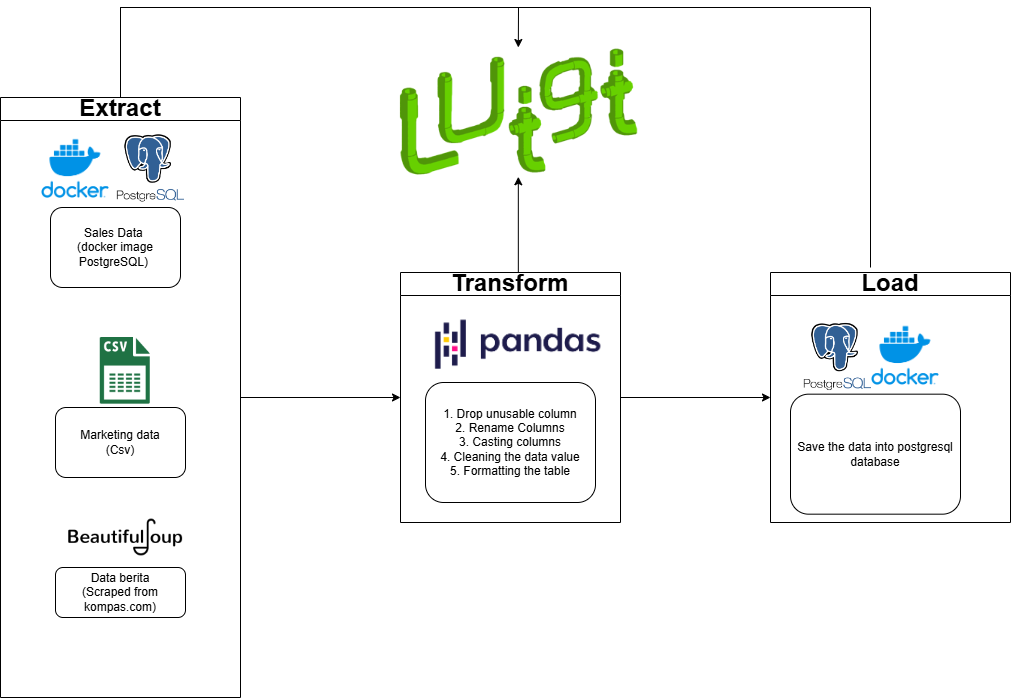 Luigi
Extract
docker
PostgreSQL
Sales Data
(docker image
PostgreSQL)
CSV
Marketing data
(Csv)
BeautifulSoup
Data berita
(Scraped from
kompas.com)
Transform
pandas
1. Drop unusable column
2. Rename Columns
3. Casting columns
4. Cleaning the data value
5. Formatting the table
Load
PostgreSQL
docker
Save the data into postgresql
database